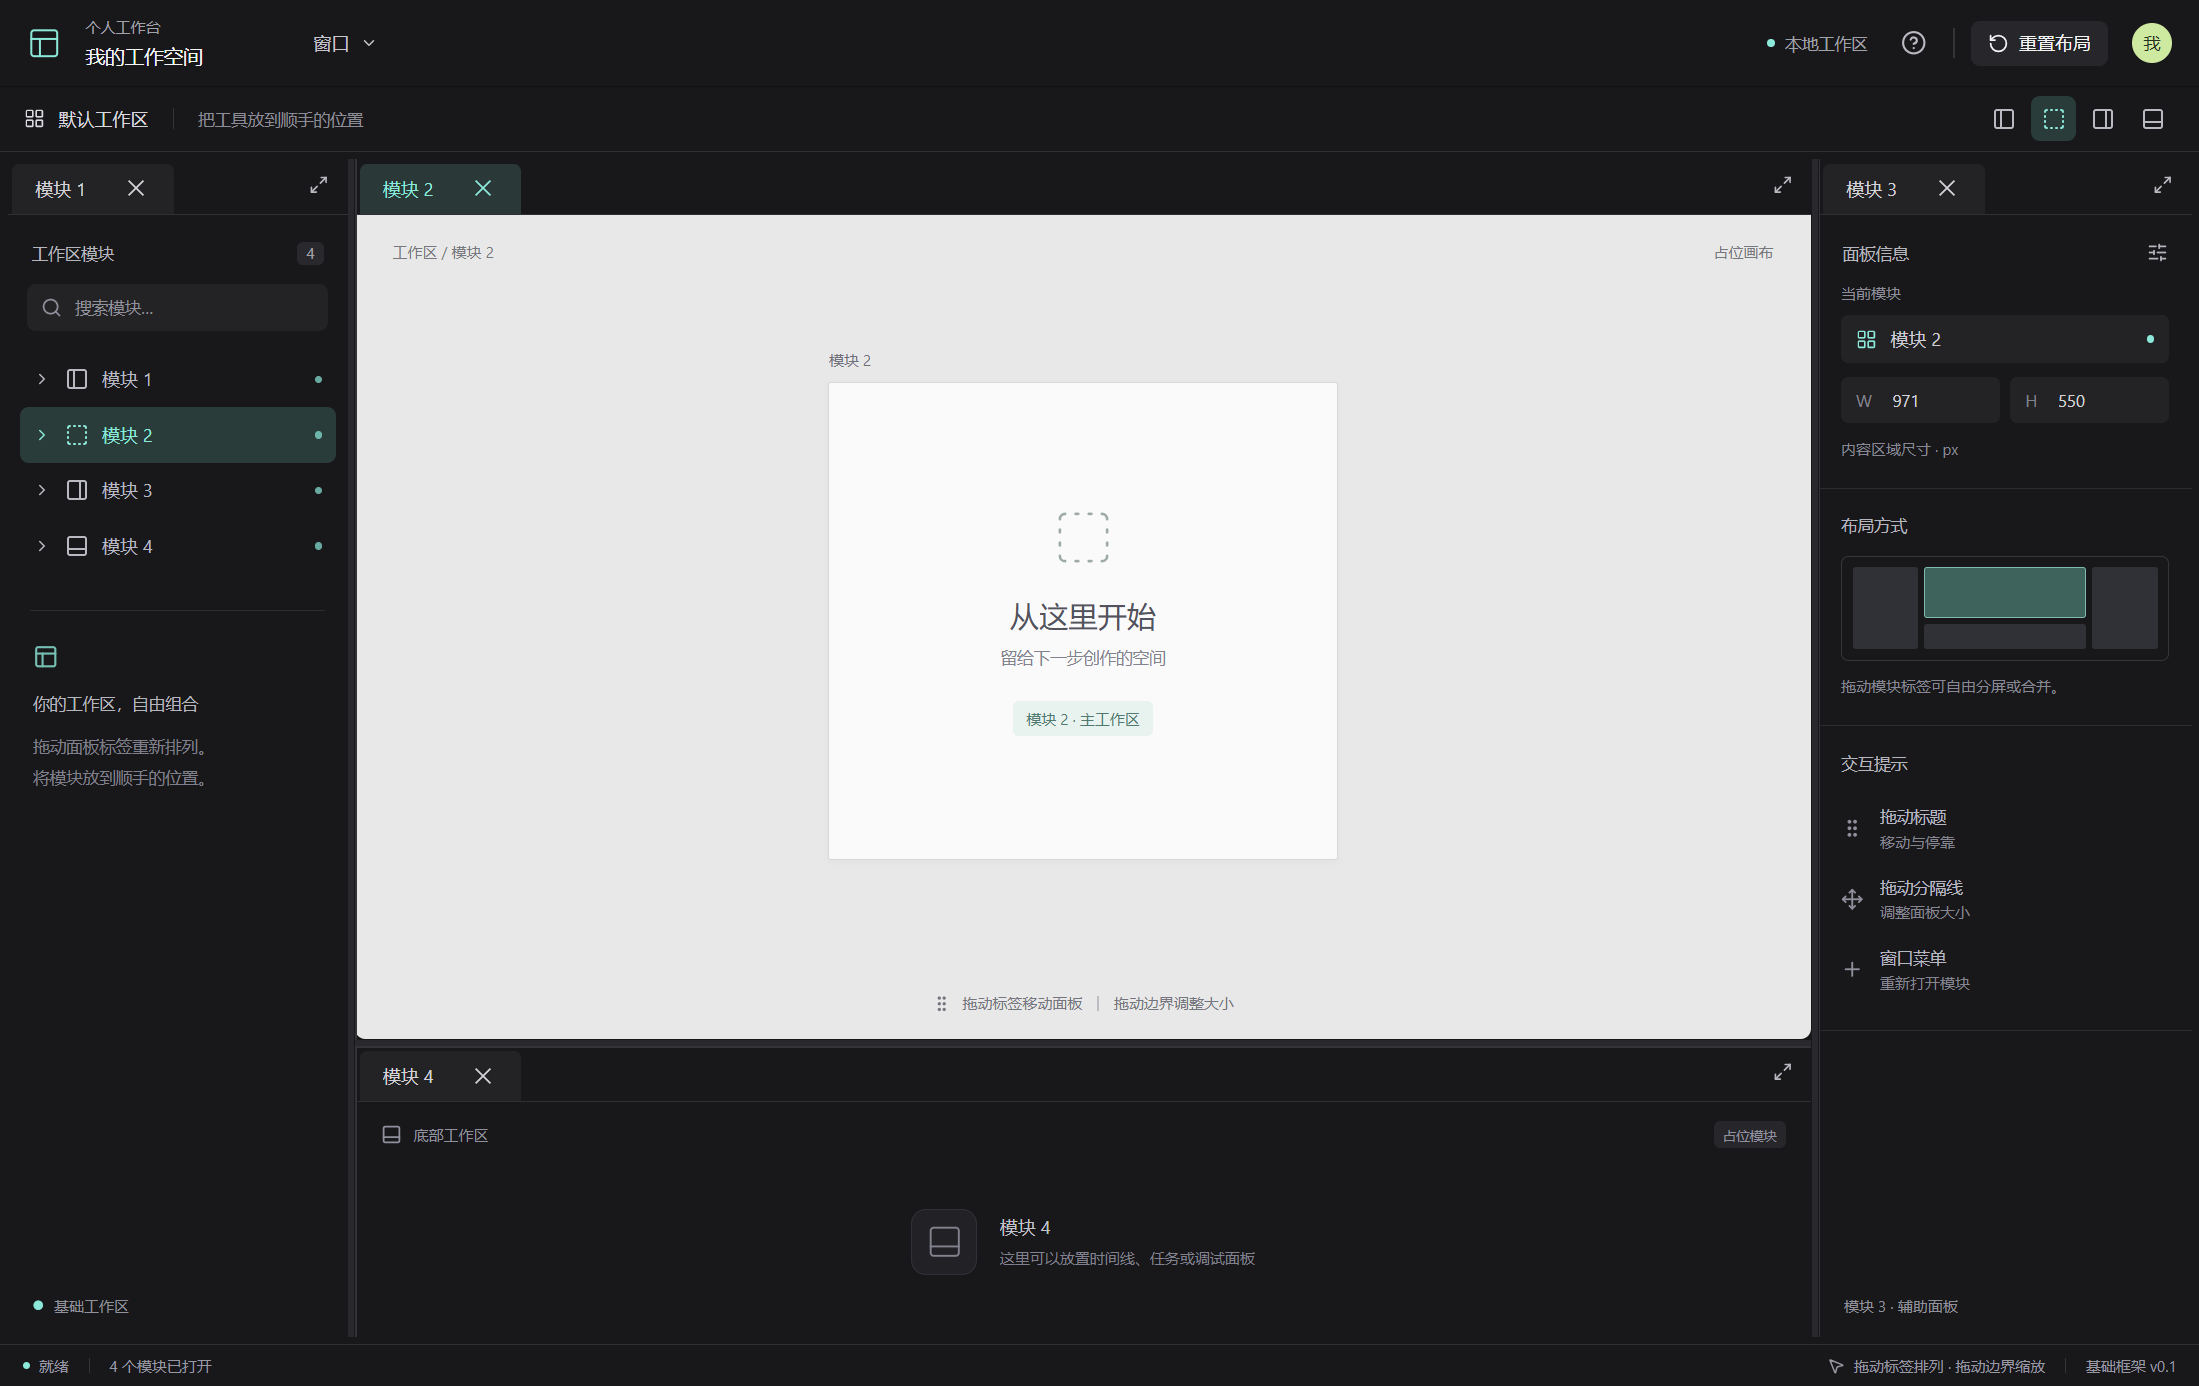 个人工作台
我的工作空间
窗口
本地工作区
重置布局
我
默认工作区
把工具放到顺手的位置
模块 1
工作区模块
4
搜索模块...
模块 1
模块 2
模块 3
模块 4
你的工作区，自由组合
拖动面板标签重新排列。
将模块放到顺手的位置。
基础工作区
模块 2
工作区 / 模块 2
占位画布
模块 2
从这里开始
留给下一步创作的空间
模块 2 · 主工作区
拖动标签移动面板
拖动边界调整大小
模块 4
底部工作区
占位模块
模块 4
这里可以放置时间线、任务或调试面板
模块 3
面板信息
当前模块
模块 2
W 971
H 550
内容区域尺寸 · px
布局方式
拖动模块标签可自由分屏或合并。
交互提示
拖动标题
移动与停靠
拖动分隔线
调整面板大小
窗口菜单
重新打开模块
模块 3 · 辅助面板
就绪
4 个模块已打开
拖动标签排列 · 拖动边界缩放
基础框架 v0.1